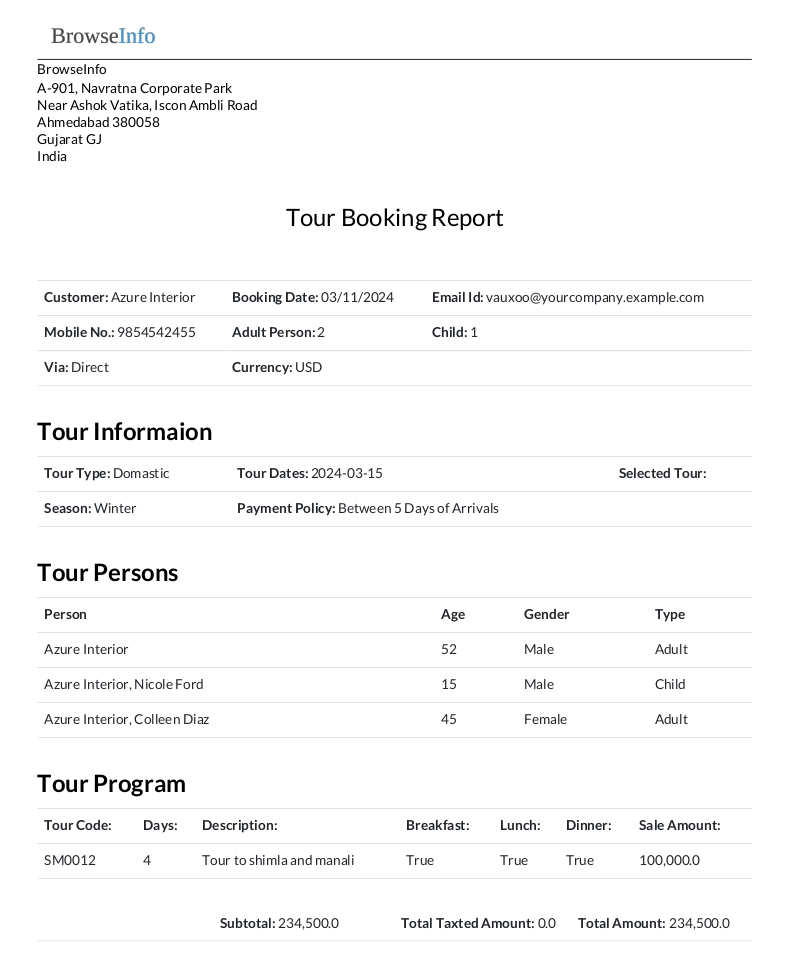 BrowseInfo
BrowseInfo
A-901, Navratna Corporate Park
Near Ashok Vatika, Iscon Ambli Road
Ahmedabad 380058
Gujarat GJ
India
Tour Booking Report
Customer: Azure Interior Booking Date: 03/11/2024 Email Id: vauxoo@yourcompany.example.com
Mobile No.: 9854542455 Adult Person: 2 Child: 1
Via: Direct Currency: USD
Tour Informaion
Tour Type: Domastic Tour Dates: 2024-03-15 Selected Tour:
Season: Winter Payment Policy: Between 5 Days of Arrivals
Tour Persons
Person Age Gender Type
Azure Interior 52 Male Adult
Azure Interior, Nicole Ford 15 Male Child
Azure Interior, Colleen Diaz 45 Female Adult
Tour Program
Tour Code: Days: Description: Breakfast: Lunch: Dinner: Sale Amount:
SM0012 4 Tour to shimla and manali True True True 100,000.0
Subtotal: 234,500.0 Total Taxted Amount: 0.0 Total Amount: 234,500.0